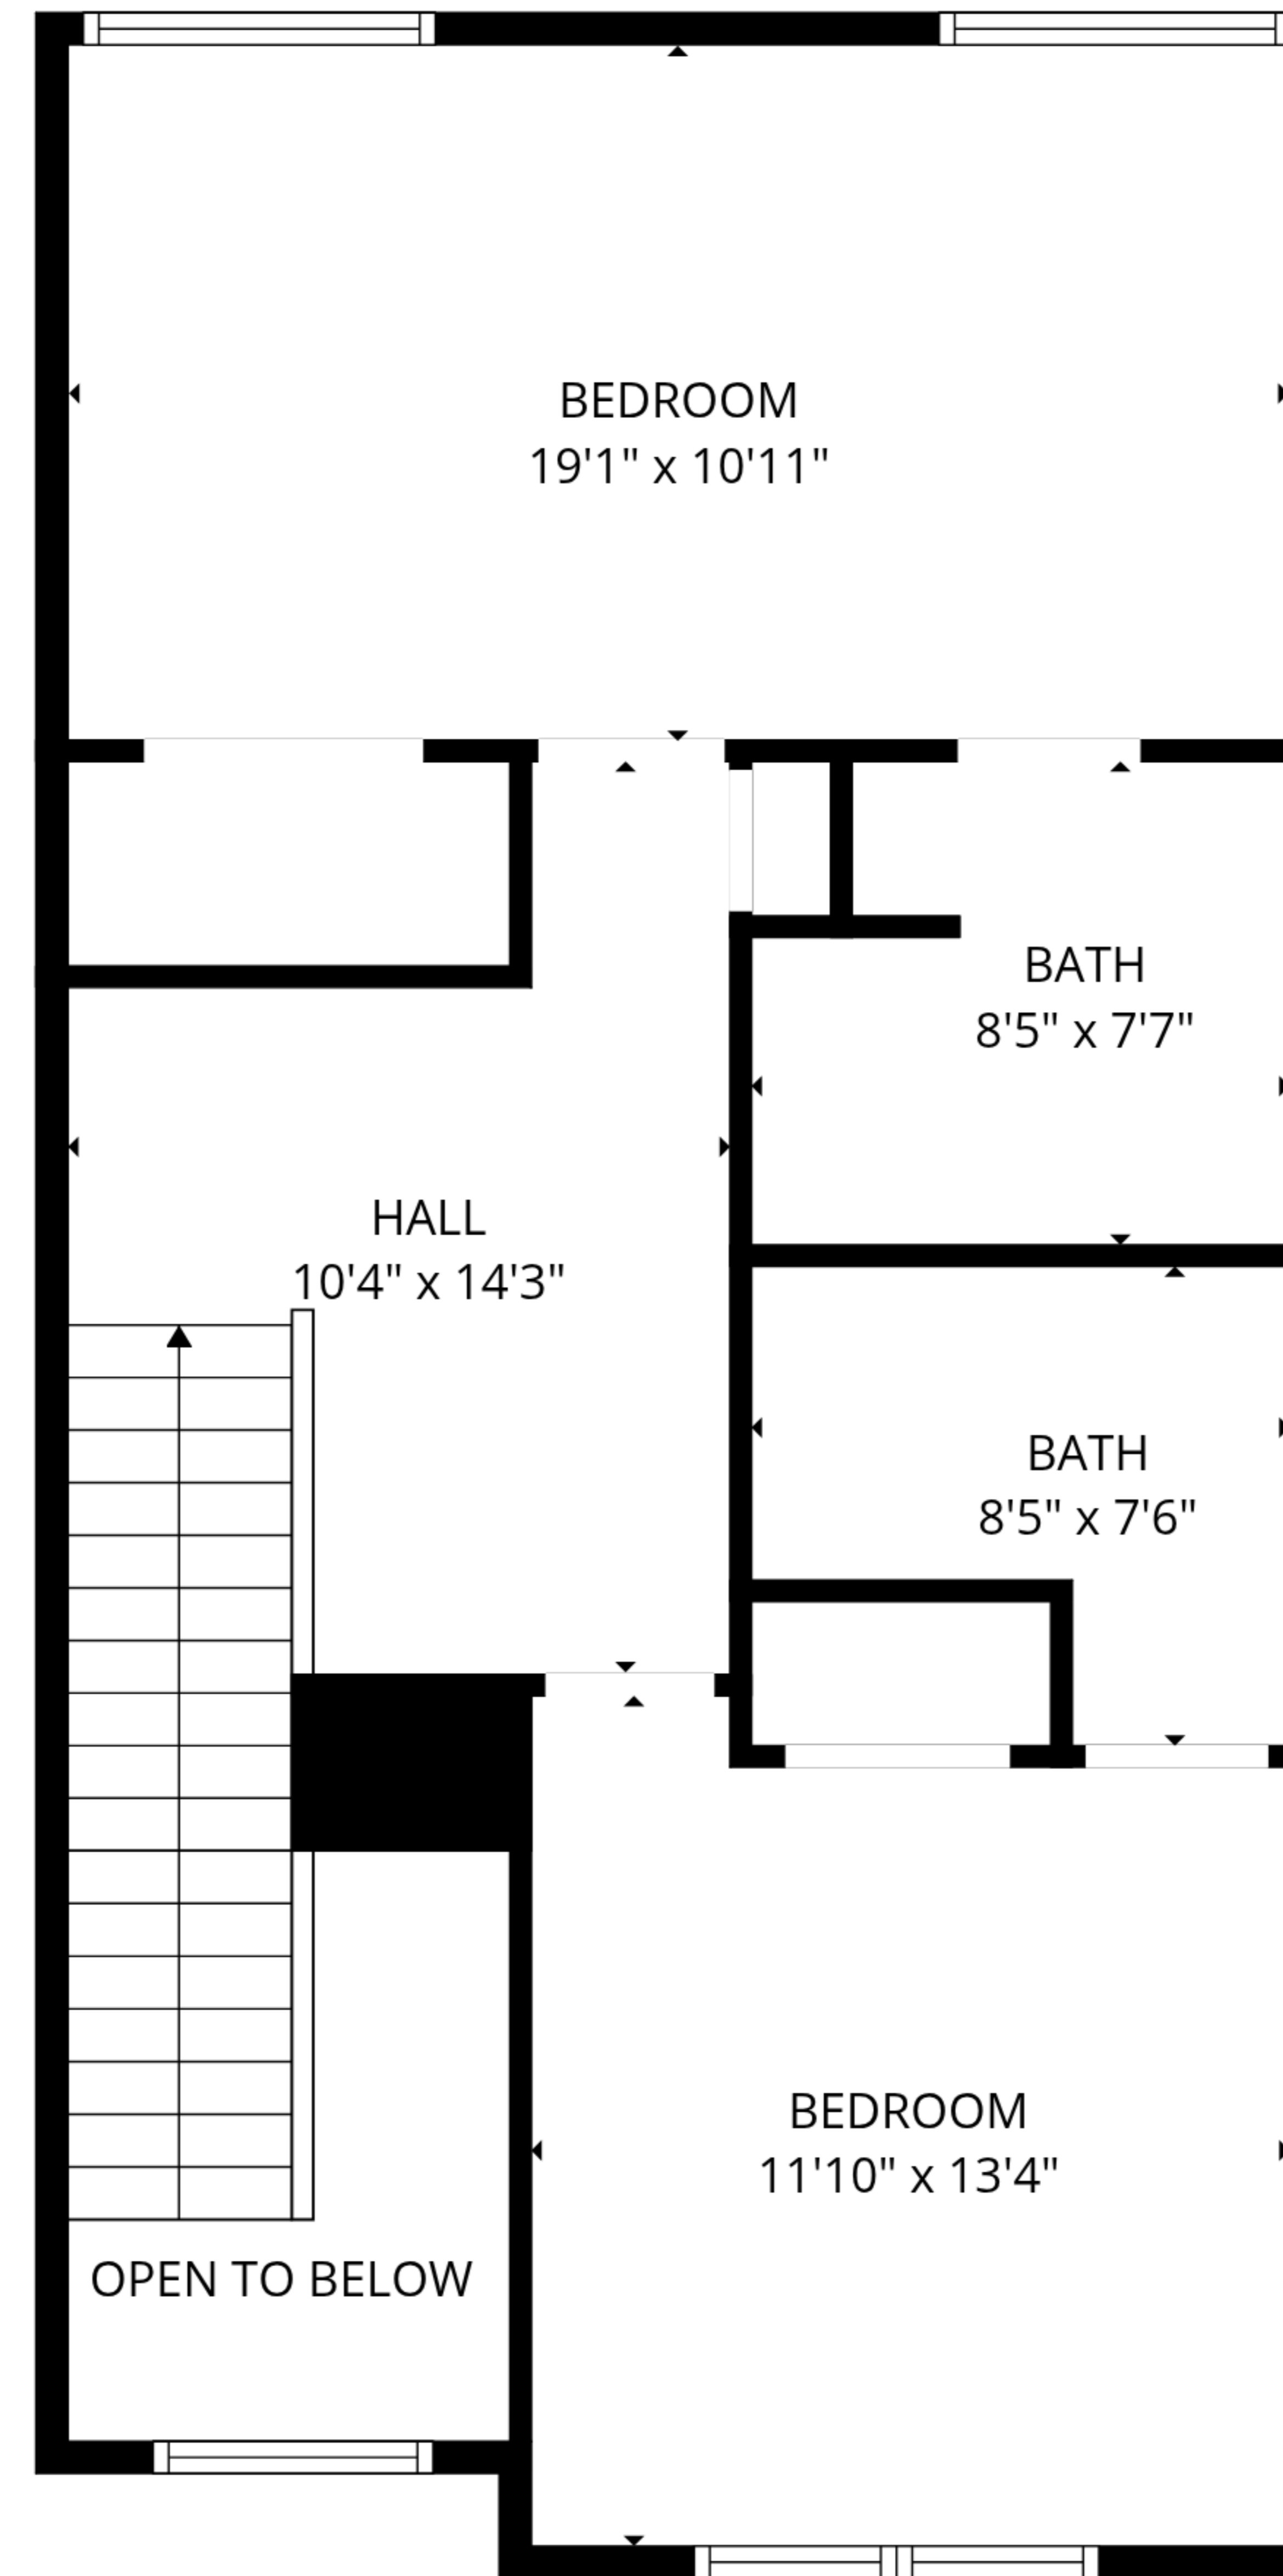 BEDROOM
19'1" x 10'11"
BATH
8'5" x 7'7"
HALL
10'4" x 14'3"
BATH
8'5" x 7'6"
BEDROOM
11'10" x 13'4"
OPEN TO BELOW